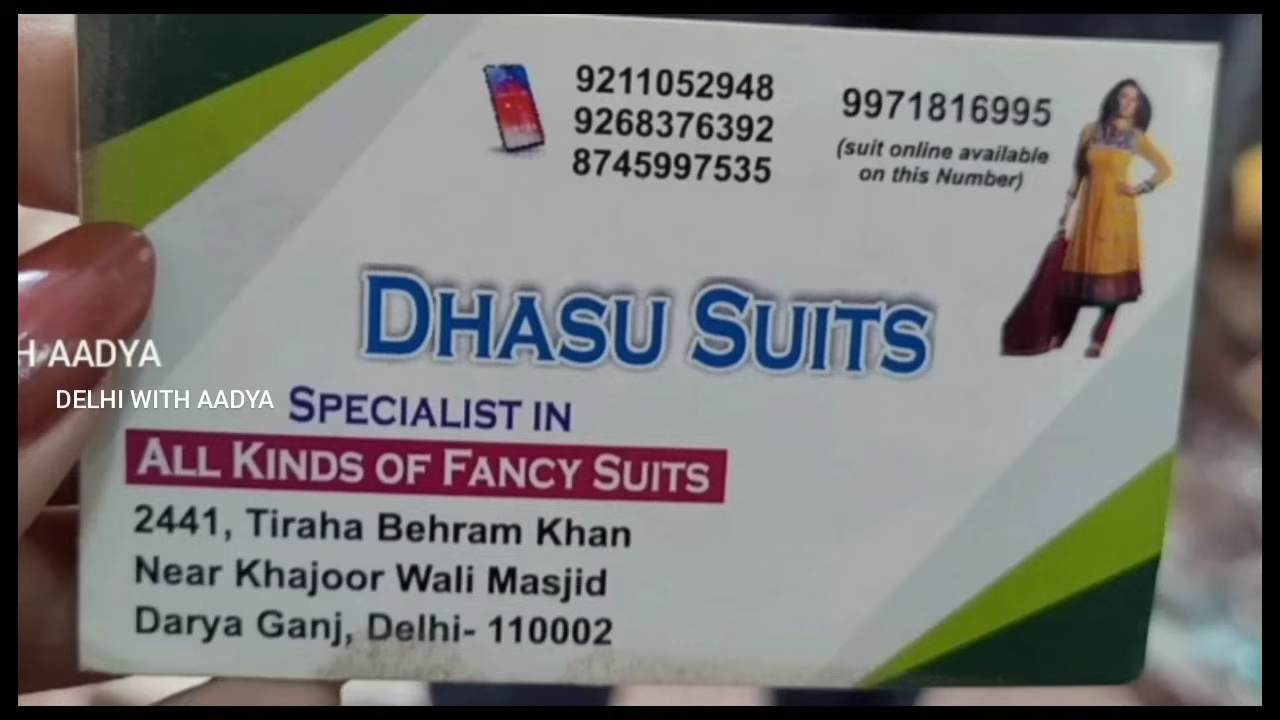 9211052948
9268376392
8745997535
9971816995
(suit online available
on this Number)
DHASU SUITS
SPECIALIST IN
ALL KINDS OF FANCY SUITS
2441, Tiraha Behram Khan
Near Khajoor Wali Masjid
Darya Ganj, Delhi- 110002
H AADYA
DELHI WITH AADYA